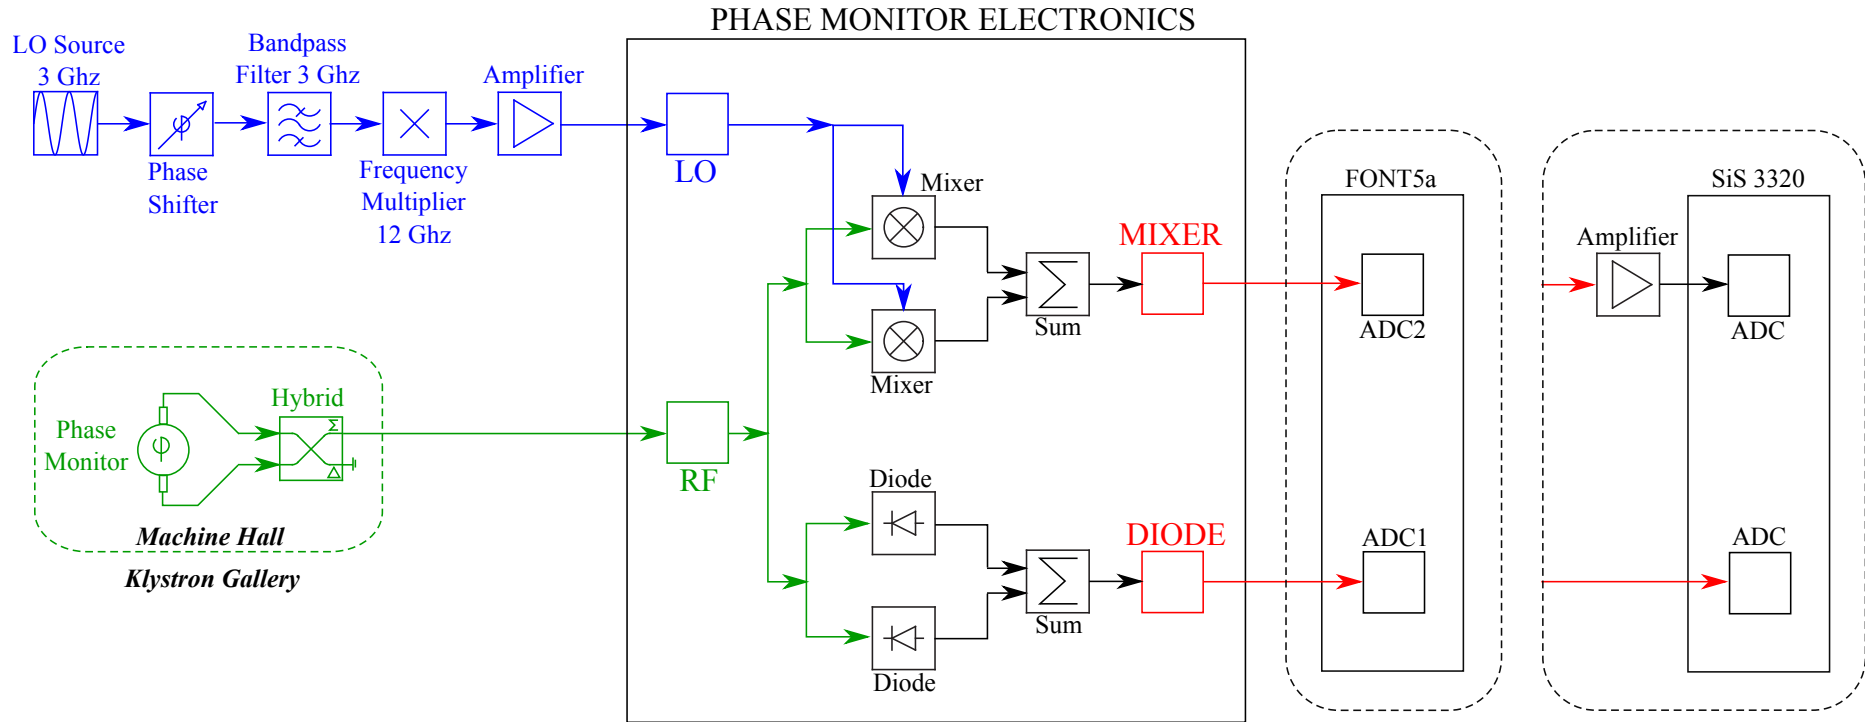 PHASE MONITOR ELECTRONICS
LO Source
3 Ghz
Bandpass
Filter 3 Ghz
Amplifier
Phase
Shifter
Frequency
Multiplier
12 Ghz
LO
Mixer
Mixer
Sum
MIXER
FONT5a
ADC2
SiS 3320
Amplifier
ADC
Phase
Monitor
φ
Hybrid
Σ
Δ
Machine Hall
Klystron Gallery
RF
Diode
Diode
Sum
DIODE
ADC1
ADC
φ
Σ
Σ